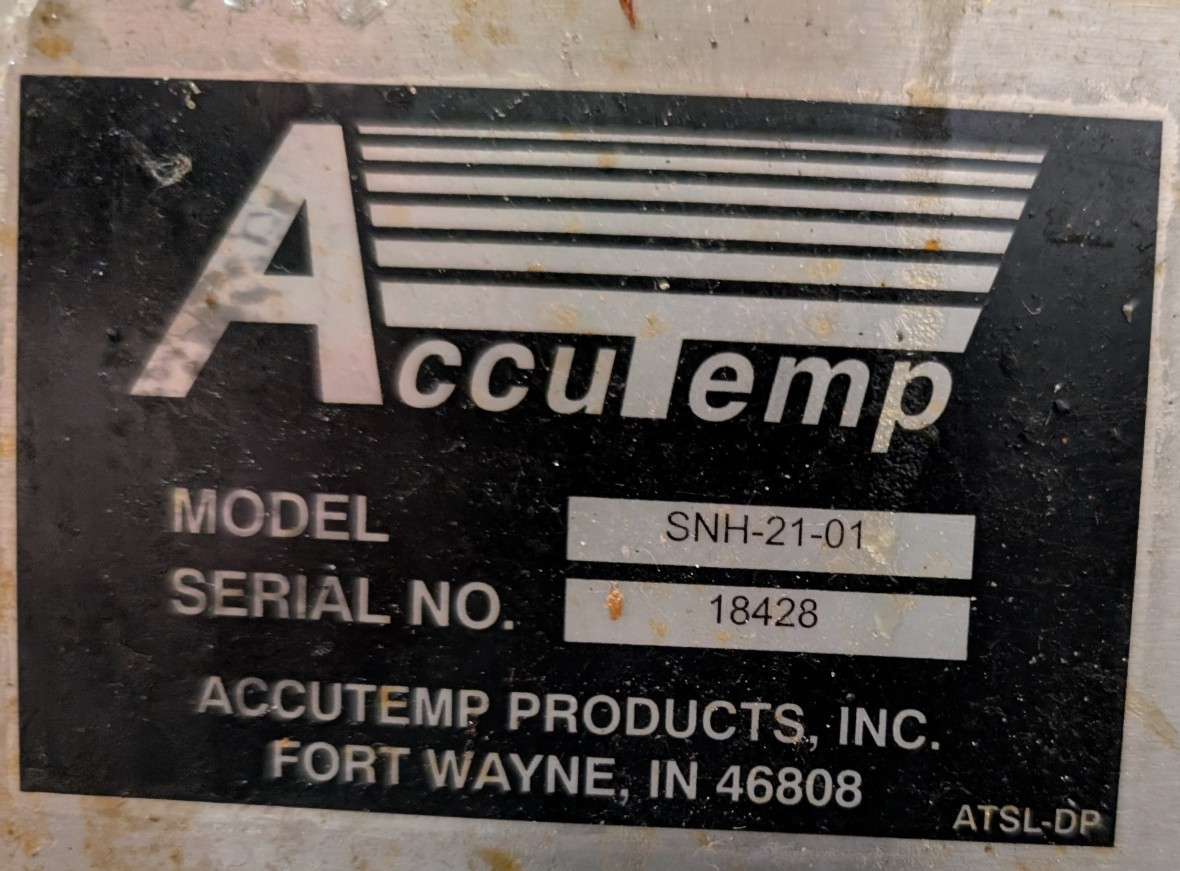 AccuTemp
MODEL SNH-21-01
SERIAL NO. 18428
ACCUTEMP PRODUCTS, INC.
FORT WAYNE, IN 46808
ATSL-DP